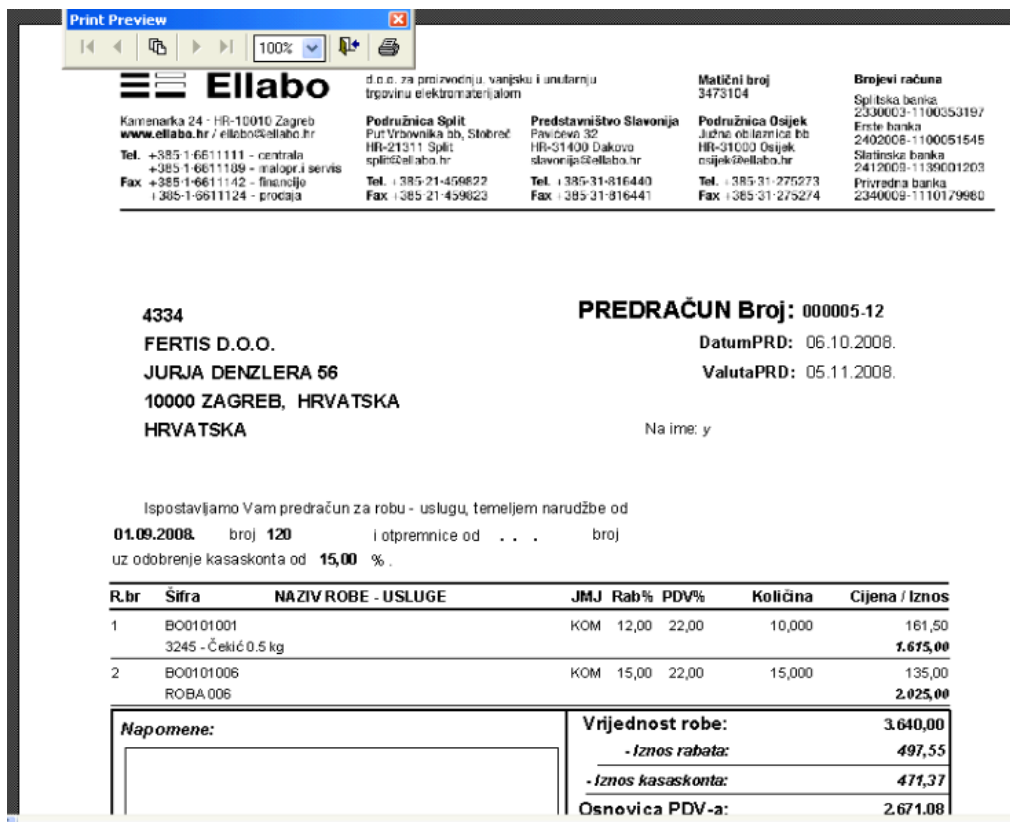 Print Preview
100%
Ellabo
d.o.o. za proizvodnju, vanjsku i unutarnju
trgovinu elektromaterijalom
Matični broj
3473104
Brojevi računa
Splitska banka
2330003-1100353197
Erste banka
2402006-1100051545
Slatinska banka
2412009-1139001203
Privredna banka
2340009-1110179980
Kamenarka 24 - HR-10010 Zagreb
www.ellabo.hr / ellabo@ellabo.hr
Tel. +385-1-6611111 - centrala
+385-1-6611189 - malopr.i servis
Fax +385-1-6611142 - financije
+385-1-6611124 - prodaja
Podružnica Split
Put Vrbovnika bb, Stobreč
HR-21311 Split
split@ellabo.hr
Tel. +385-21-459822
Fax +385-21-459823
Predstavništvo Slavonija
Pavićeva 32
HR-31400 Đakovo
slavonija@ellabo.hr
Tel. +385-31-816440
Fax +385-31-816441
Podružnica Osijek
Južna obilaznica bb
HR-31000 Osijek
osijek@ellabo.hr
Tel. +385-31-275273
Fax +385-31-275274
4334
FERTIS D.O.O.
JURJA DENZLERA 56
10000 ZAGREB, HRVATSKA
HRVATSKA
PREDRAČUN Broj: 000005-12
DatumPRD: 06.10.2008.
ValutaPRD: 05.11.2008.
Na ime: y
Ispostavljamo Vam predračun za robu - uslugu, temeljem narudžbe od
01.09.2008. broj 120 i otpremnice od . . . broj
uz odobrenje kasaskonta od 15,00 % .
R.br Šifra NAZIV ROBE - USLUGE JMJ Rab% PDV% Količina Cijena / Iznos
1 BO0101001 KOM 12,00 22,00 10,000 161,50
3245 - Čekić 0.5 kg 1.615,00
2 BO0101006 KOM 15,00 22,00 15,000 135,00
ROBA 006 2.025,00
Napomene:
Vrijednost robe: 3.640,00
- Iznos rabata: 497,55
- Iznos kasaskonta: 471,37
Osnovica PDV-a: 2.671,08